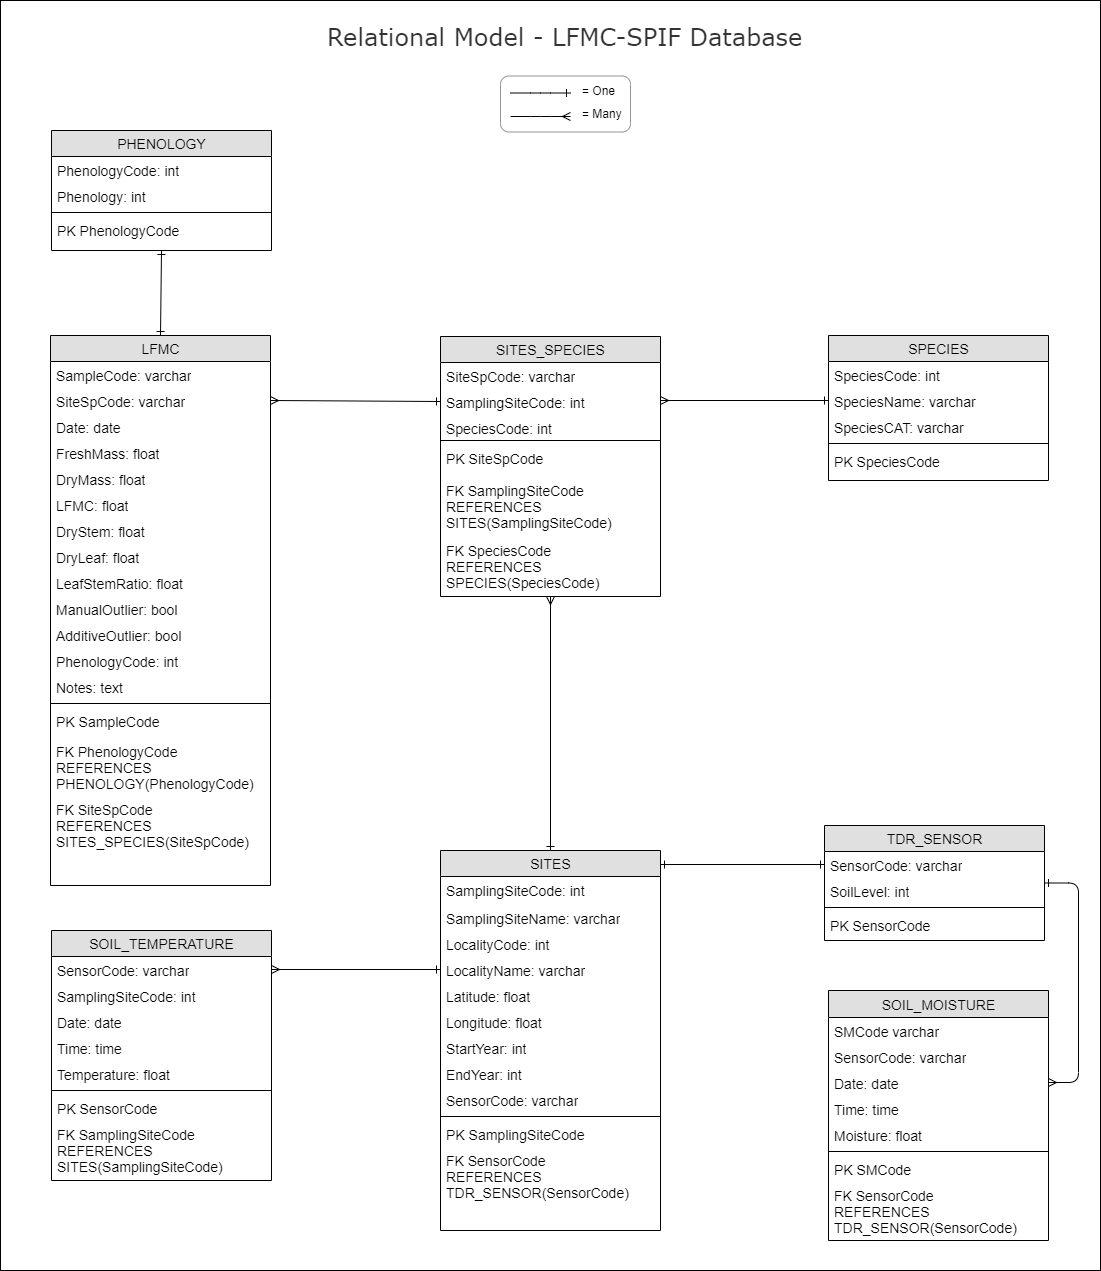 Relational Model - LFMC-SPIF Database
= One
= Many
PHENOLOGY
PhenologyCode: int
Phenology: int
PK PhenologyCode
LFMC
SampleCode: varchar
SiteSpCode: varchar
Date: date
FreshMass: float
DryMass: float
LFMC: float
DryStem: float
DryLeaf: float
LeafStemRatio: float
ManualOutlier: bool
AdditiveOutlier: bool
PhenologyCode: int
Notes: text
PK SampleCode
FK PhenologyCode
REFERENCES
PHENOLOGY(PhenologyCode)
FK SiteSpCode
REFERENCES
SITES_SPECIES(SiteSpCode)
SITES_SPECIES
SiteSpCode: varchar
SamplingSiteCode: int
SpeciesCode: int
PK SiteSpCode
FK SamplingSiteCode
REFERENCES
SITES(SamplingSiteCode)
FK SpeciesCode
REFERENCES
SPECIES(SpeciesCode)
SPECIES
SpeciesCode: int
SpeciesName: varchar
SpeciesCAT: varchar
PK SpeciesCode
SOIL_TEMPERATURE
SensorCode: varchar
SamplingSiteCode: int
Date: date
Time: time
Temperature: float
PK SensorCode
FK SamplingSiteCode
REFERENCES
SITES(SamplingSiteCode)
SITES
SamplingSiteCode: int
SamplingSiteName: varchar
LocalityCode: int
LocalityName: varchar
Latitude: float
Longitude: float
StartYear: int
EndYear: int
SensorCode: varchar
PK SamplingSiteCode
FK SensorCode
REFERENCES
TDR_SENSOR(SensorCode)
TDR_SENSOR
SensorCode: varchar
SoilLevel: int
PK SensorCode
SOIL_MOISTURE
SMCode varchar
SensorCode: varchar
Date: date
Time: time
Moisture: float
PK SMCode
FK SensorCode
REFERENCES
TDR_SENSOR(SensorCode)